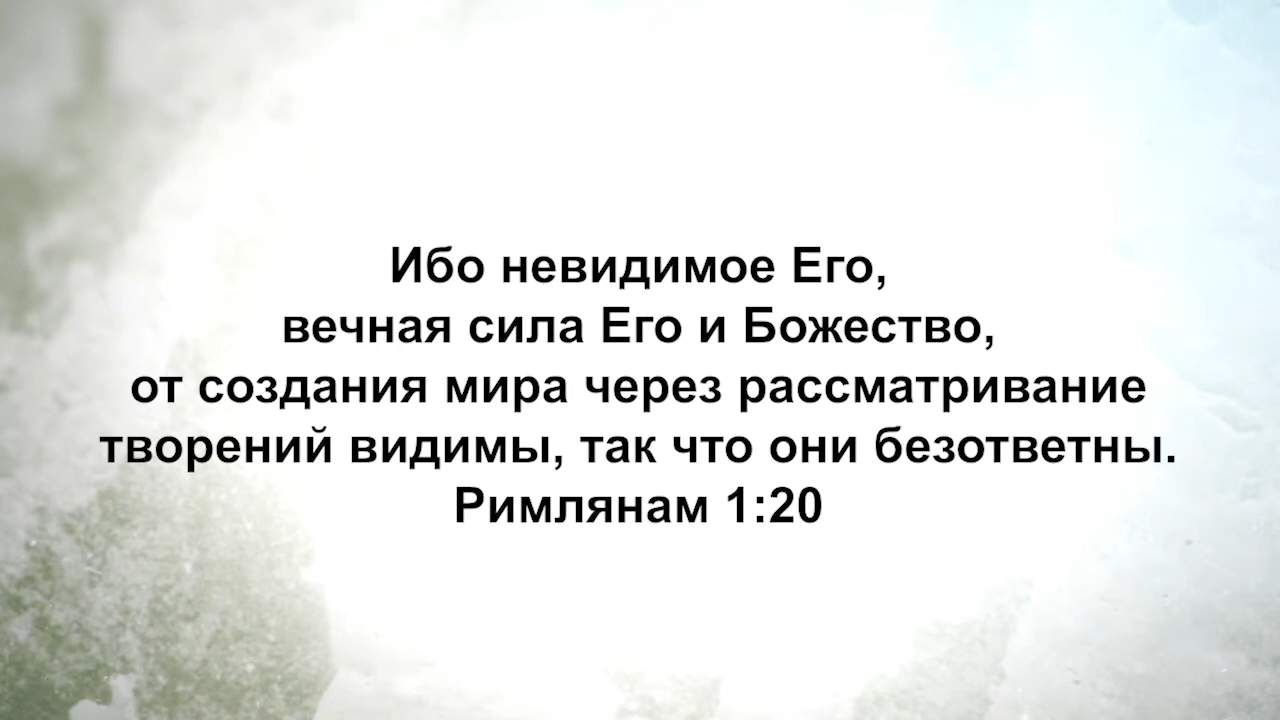 Ибо невидимое Его,
вечная сила Его и Божество,
от создания мира через рассматривание
творений видимы, так что они безответны.
Римлянам 1:20